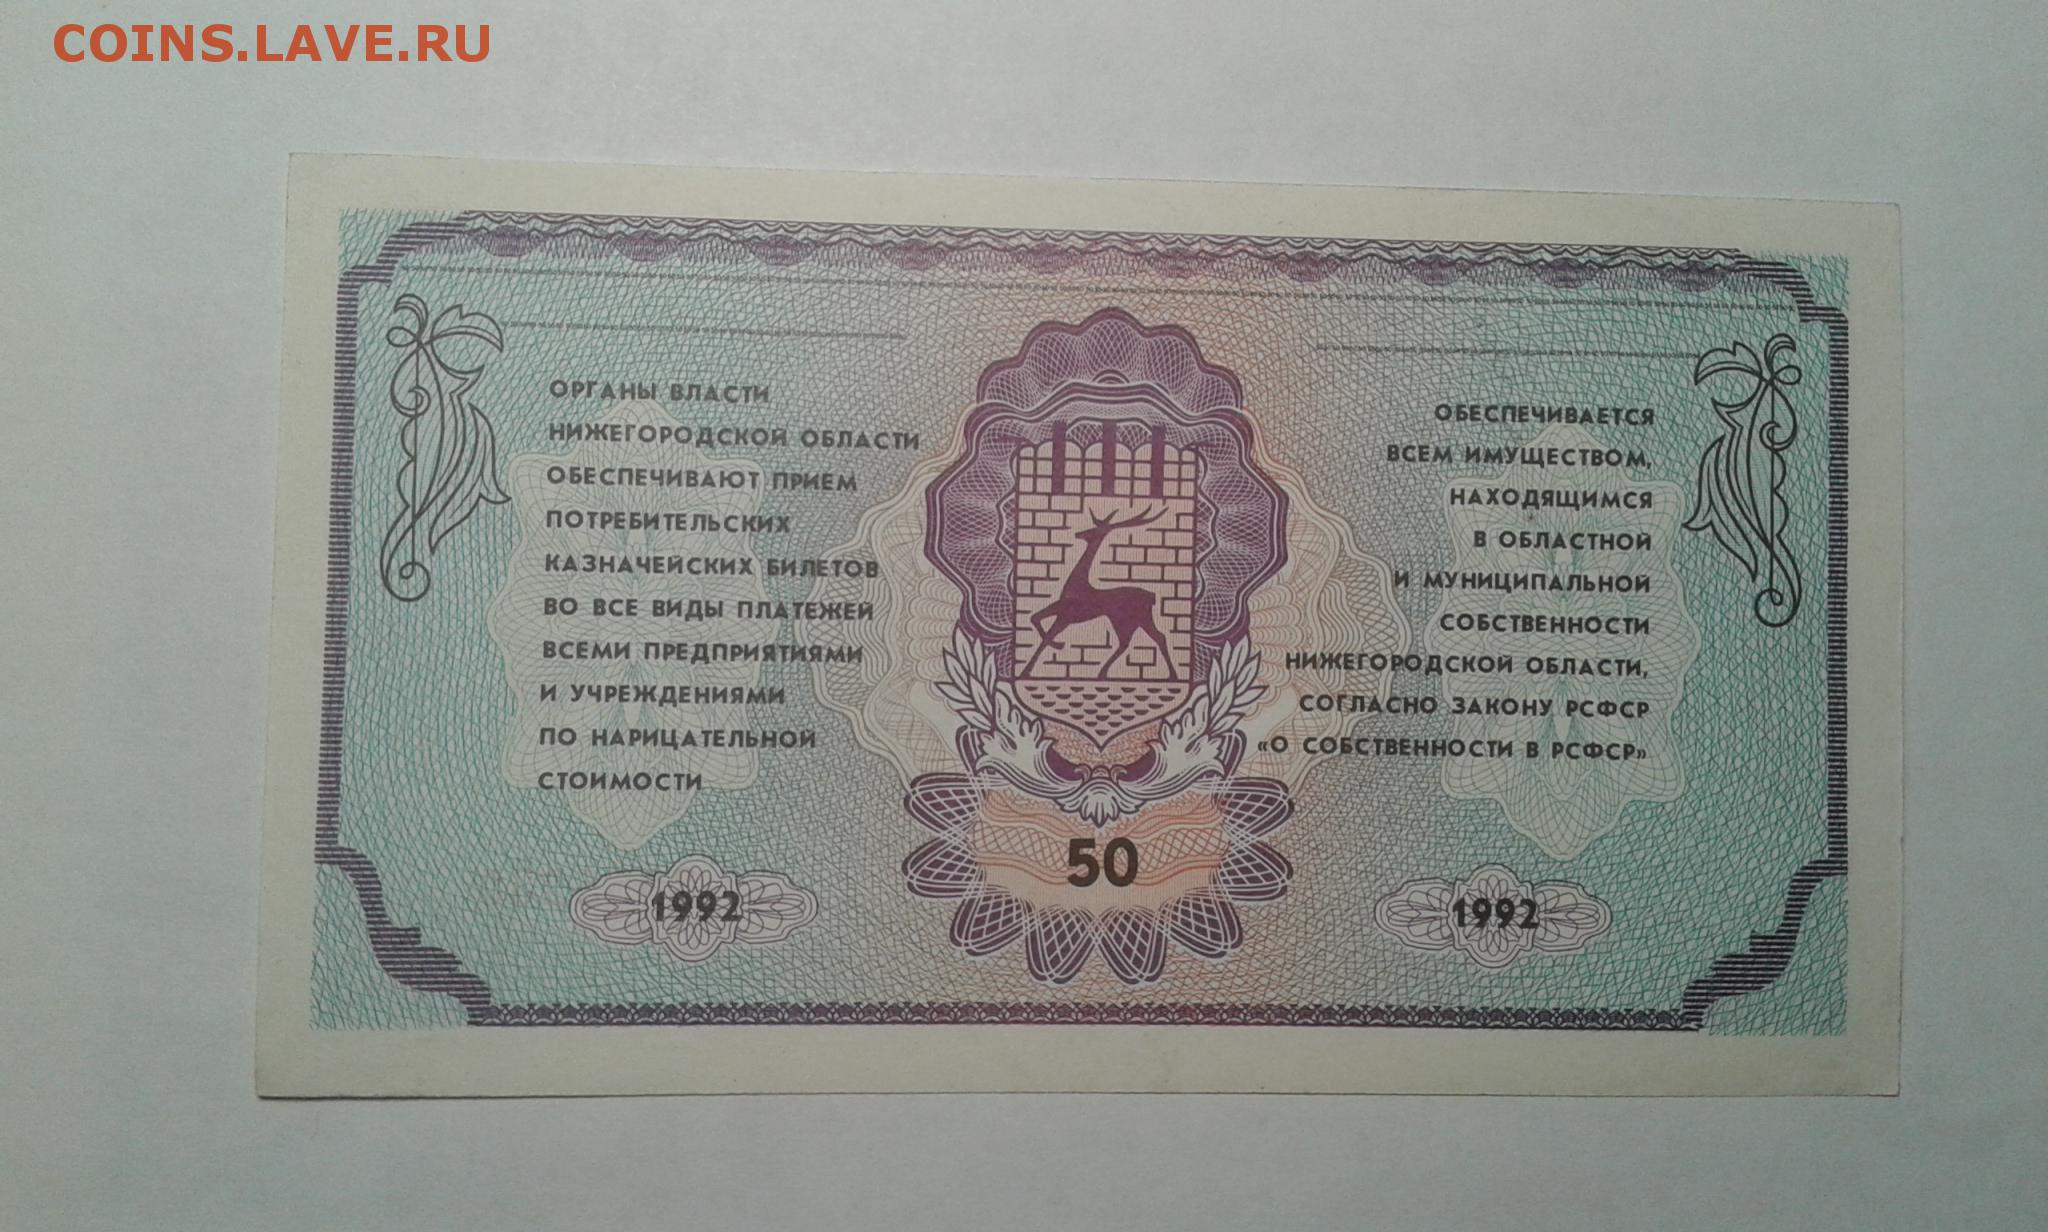 COINS.LAVE.RU
ОРГАНЫ ВЛАСТИ
НИЖЕГОРОДСКОЙ ОБЛАСТИ
ОБЕСПЕЧИВАЮТ ПРИЕМ
ПОТРЕБИТЕЛЬСКИХ
КАЗНАЧЕЙСКИХ БИЛЕТОВ
ВО ВСЕ ВИДЫ ПЛАТЕЖЕЙ
ВСЕМИ ПРЕДПРИЯТИЯМИ
И УЧРЕЖДЕНИЯМИ
ПО НАРИЦАТЕЛЬНОЙ
СТОИМОСТИ
ОБЕСПЕЧИВАЕТСЯ
ВСЕМ ИМУЩЕСТВОМ,
НАХОДЯЩИМСЯ
В ОБЛАСТНОЙ
И МУНИЦИПАЛЬНОЙ
СОБСТВЕННОСТИ
НИЖЕГОРОДСКОЙ ОБЛАСТИ,
СОГЛАСНО ЗАКОНУ РСФСР
«О СОБСТВЕННОСТИ В РСФСР»
50
1992
1992